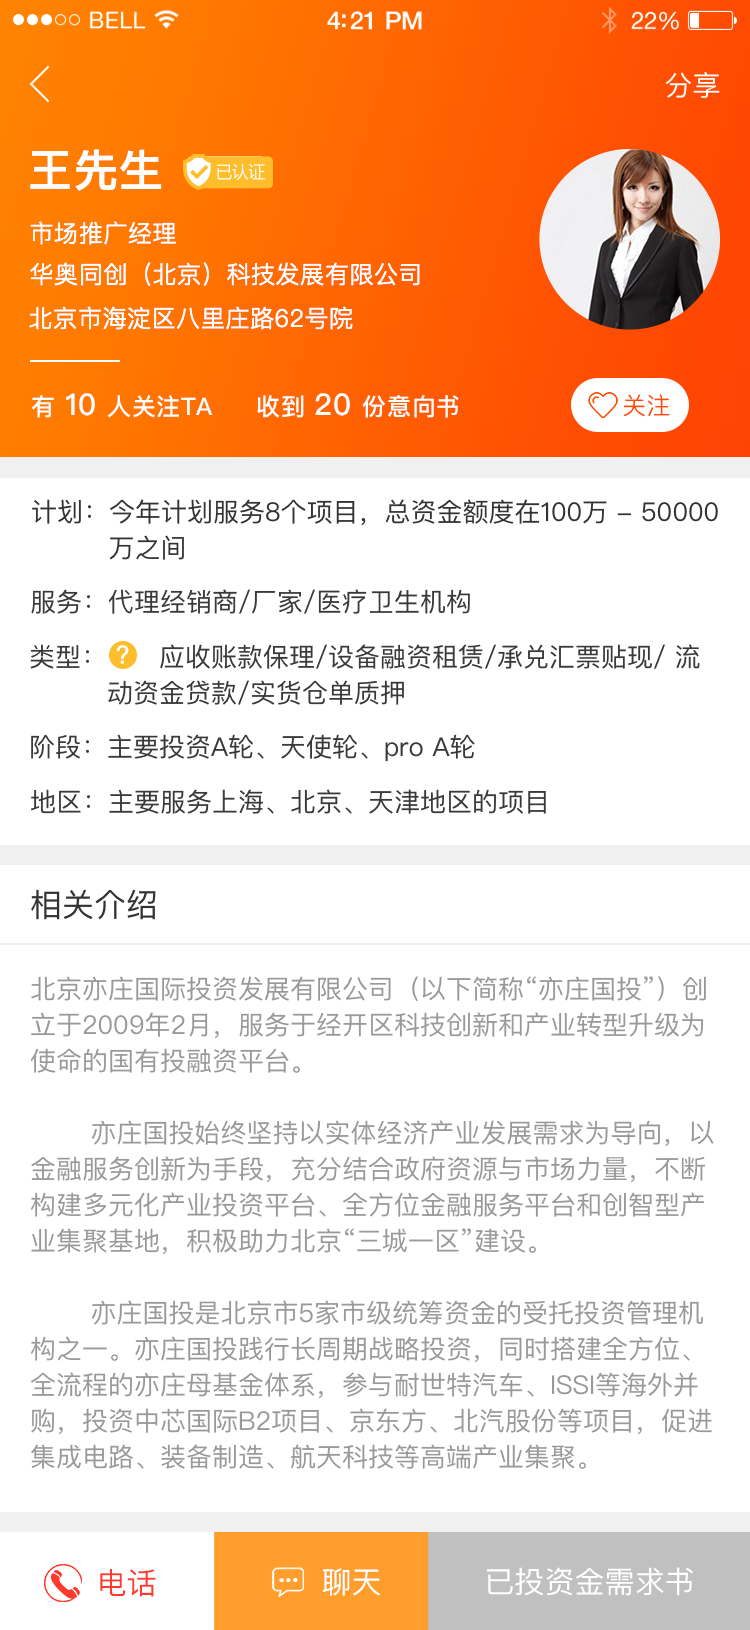 BELL 4:21 PM 22%
分享
王先生 已认证
市场推广经理
华奥同创（北京）科技发展有限公司
北京市海淀区八里庄路62号院
有 10 人关注TA 收到 20 份意向书 关注
计划： 今年计划服务8个项目，总资金额度在100万 – 50000
万之间
服务： 代理经销商/厂家/医疗卫生机构
类型： ? 应收账款保理/设备融资租赁/承兑汇票贴现/ 流
动资金贷款/实货仓单质押
阶段： 主要投资A轮、天使轮、pro A轮
地区： 主要服务上海、北京、天津地区的项目
相关介绍
北京亦庄国际投资发展有限公司（以下简称“亦庄国投”）创
立于2009年2月，服务于经开区科技创新和产业转型升级为
使命的国有投融资平台。
亦庄国投始终坚持以实体经济产业发展需求为导向，以
金融服务创新为手段，充分结合政府资源与市场力量，不断
构建多元化产业投资平台、全方位金融服务平台和创智型产
业集聚基地，积极助力北京“三城一区”建设。
亦庄国投是北京市5家市级统筹资金的受托投资管理机
构之一。亦庄国投践行长周期战略投资，同时搭建全方位、
全流程的亦庄母基金体系，参与耐世特汽车、ISSI等海外并
购，投资中芯国际B2项目、京东方、北汽股份等项目，促进
集成电路、装备制造、航天科技等高端产业集聚。
电话 聊天 已投资金需求书